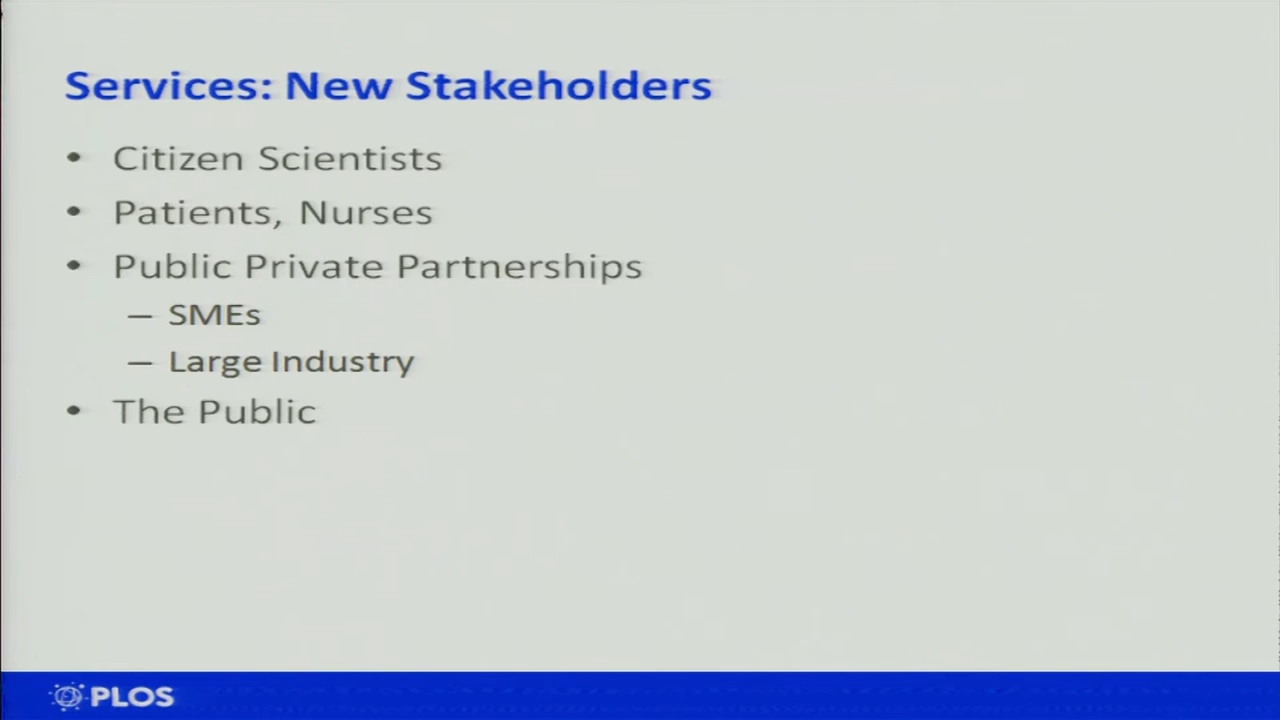 Services: New Stakeholders
• Citizen Scientists
• Patients, Nurses
• Public Private Partnerships
– SMEs
– Large Industry
• The Public
PLOS